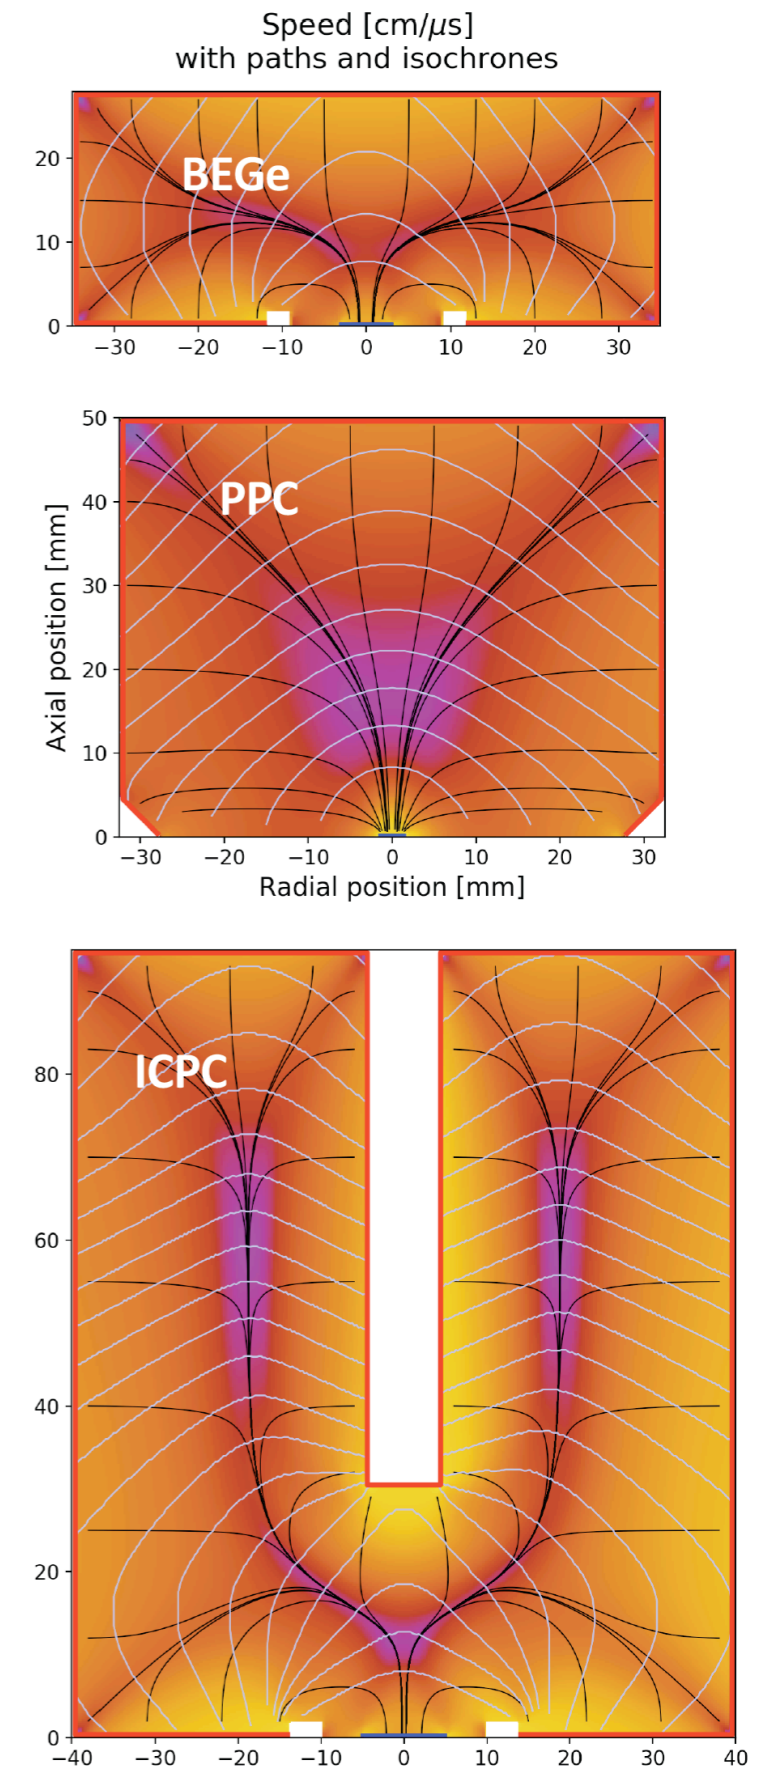 Speed [cm/μs]
with paths and isochrones
BEGe
20
10
0
−30 −20 −10 0 10 20 30
50
PPC
40
30
20
10
0
Axial position [mm]
−30 −20 −10 0 10 20 30
Radial position [mm]
ICPC
80
60
40
20
0
−40 −30 −20 −10 0 10 20 30 40